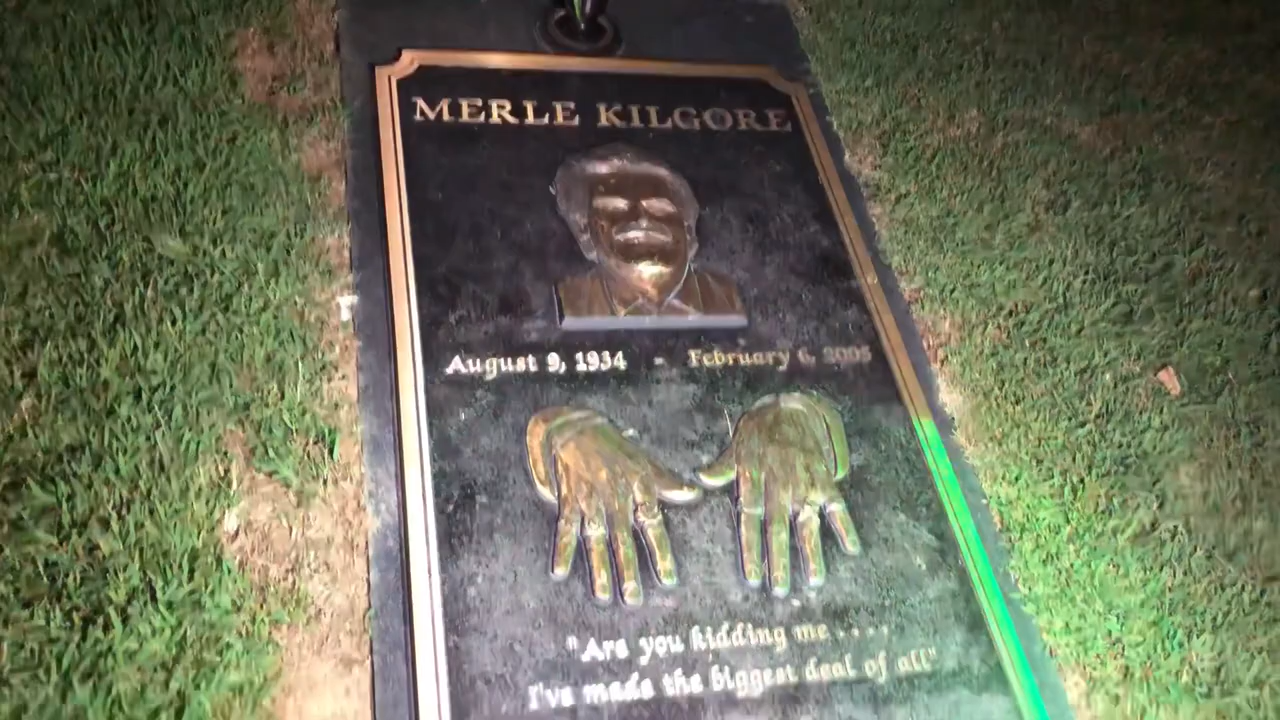 MERLE KILGORE
August 9, 1934 - February 6, 2005
"Are you kidding me ....
I've made the biggest deal of all"